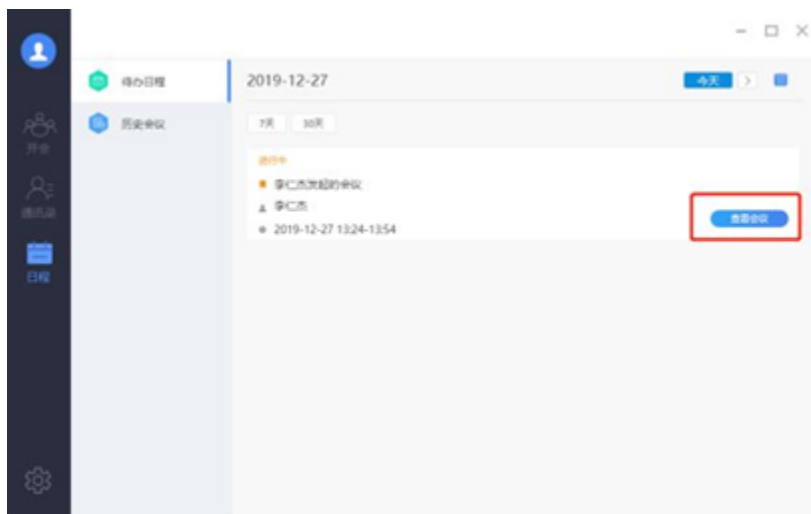 开会
通讯录
日程
待办日程
历史会议
2019-12-27
今天
7天
30天
进行中
李仁杰发起的会议
李仁杰
2019-12-27 13:24-13:54
查看会议